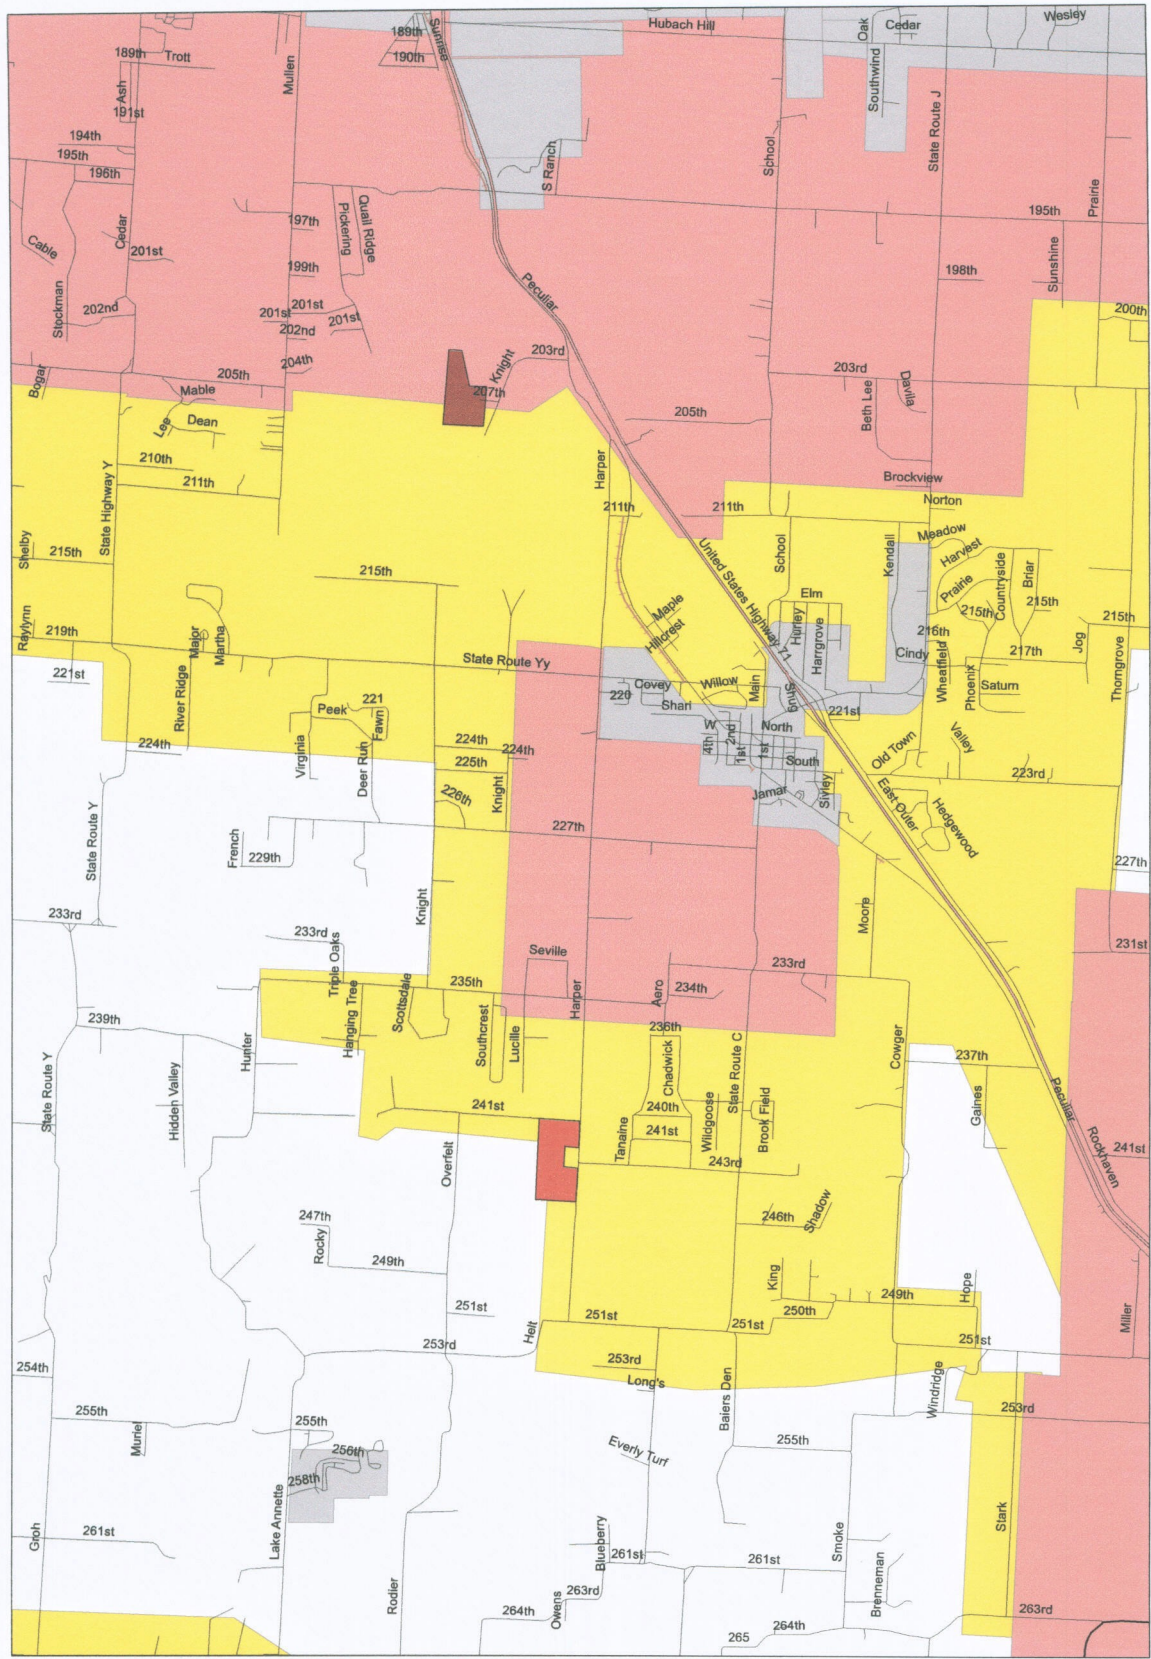 Hubach Hill
Oak
Cedar
Wesley
Sunrise
189th
190th
189th
Trott
Mullen
Ash
191st
Southwind
State Route J
194th
195th
196th
S Ranch
School
Prairie
195th
Cedar
197th
Pickering
Quail Ridge
Cable
201st
199th
Peculiar
198th
Sunshine
Stockman
202nd
201st
201st
201st
202nd
200th
204th
203rd
Knight
203rd
Bogar
205th
Mable
207th
Beth Lee
Davila
205th
Lee
Dean
210th
211th
State Highway Y
Harper
Brockview
Norton
211th
211th
Shelby
215th
215th
School
United States Highway 71
Kendall
Meadow
Harvest
Prairie
Countryside
Briar
Elm
Maple
Hillcrest
Hurley
Harrgrove
215th
215th
215th
Raylynn
219th
Major
Martha
State Route Yy
216th
Cindy
217th
Jog
221st
River Ridge
220
Covey
Shari
Willow
Main
Snug
Wheatfield
Phoenix
Saturn
Thorngrove
Peek
221
Fawn
221st
224th
Virginia
Deer Run
224th
224th
225th
W
4th
2nd
1st
1st
North
South
Old Town
Valley
223rd
226th
Knight
Jamar
Sivley
East Outer
Hedgewood
State Route Y
French
229th
227th
227th
233rd
Knight
Moore
233rd
Triple Oaks
Seville
231st
235th
Harper
Aero
234th
233rd
Hanging Tree
Scottsdale
239th
Hunter
Southcrest
Lucille
236th
Chadwick
State Route C
Cowger
237th
State Route Y
Hidden Valley
241st
240th
241st
Wildgoose
Brook Field
Gaines
Peculiar
Rockhaven
241st
Overfelt
Tanaine
243rd
247th
Rocky
249th
246th
Shadow
251st
King
249th
Hope
250th
251st
251st
251st
Miller
253rd
Helt
254th
253rd
Long's
Baiers Den
Windridge
253rd
255th
Muriel
255th
256th
258th
Everly Turf
255th
Groh
261st
Lake Annette
Blueberry
261st
261st
Smoke
Stark
Rodier
264th
Owens
263rd
Brenneman
265
264th
263rd